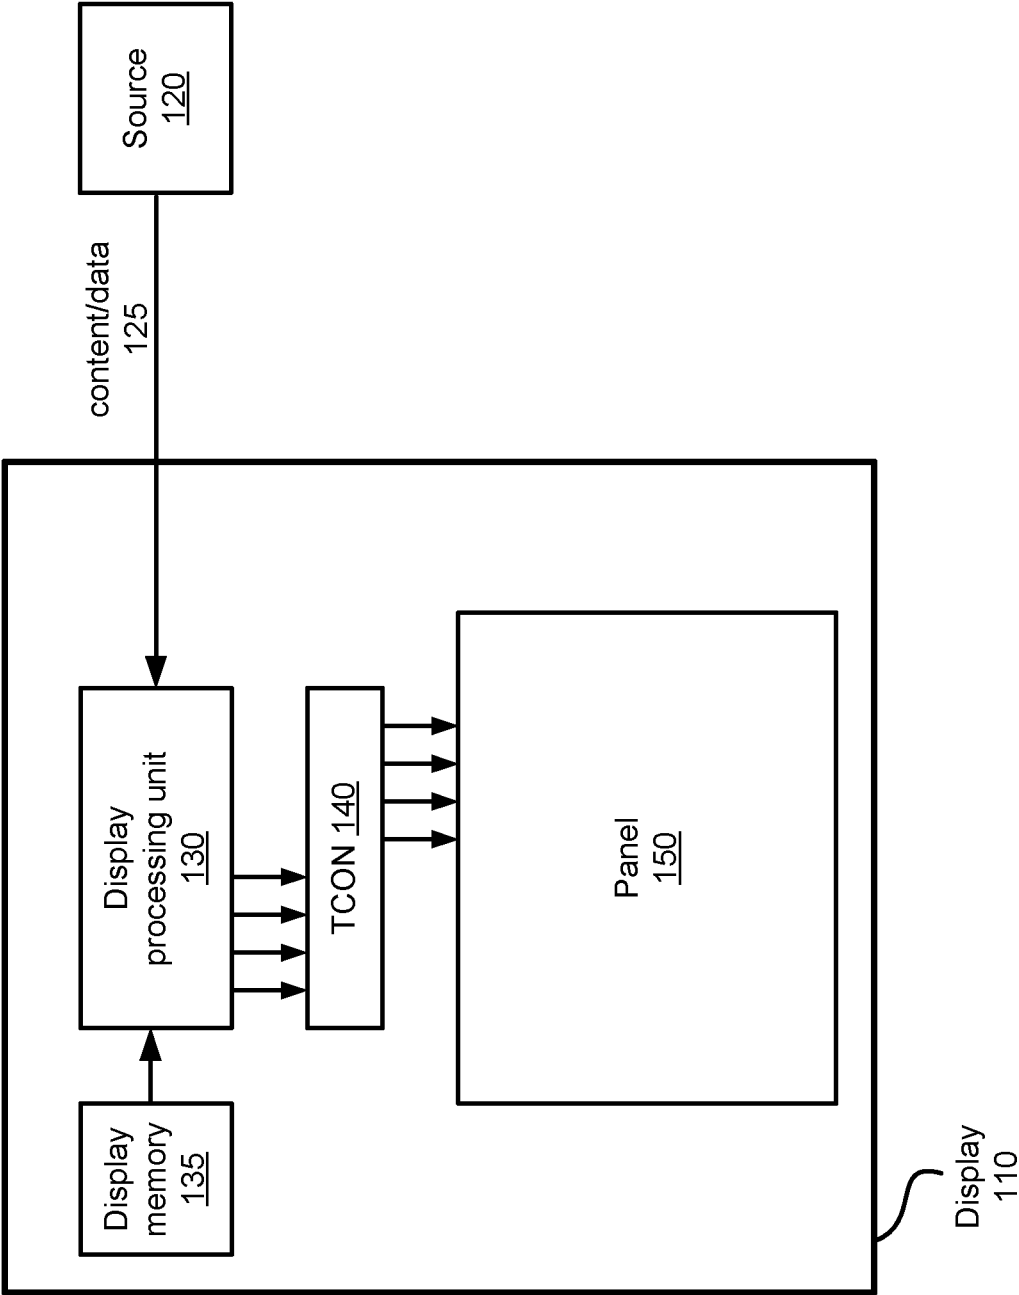 Source
120
content/data
125
Display
processing unit
130
Display
memory
135
TCON 140
Panel
150
Display
110